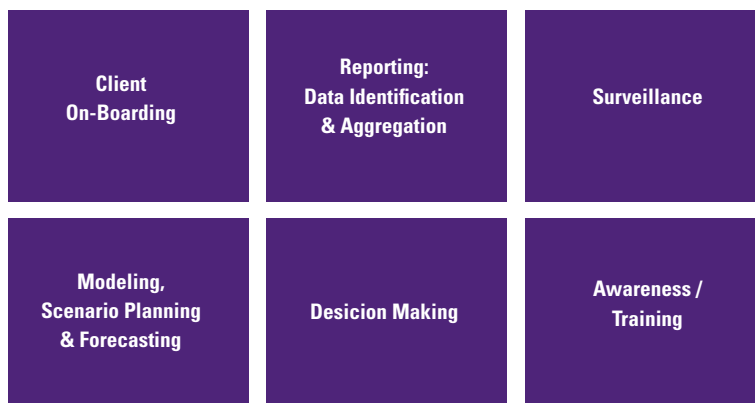 Client
On-Boarding
Reporting:
Data Identification
& Aggregation
Surveillance
Modeling,
Scenario Planning
& Forecasting
Desicion Making
Awareness /
Training